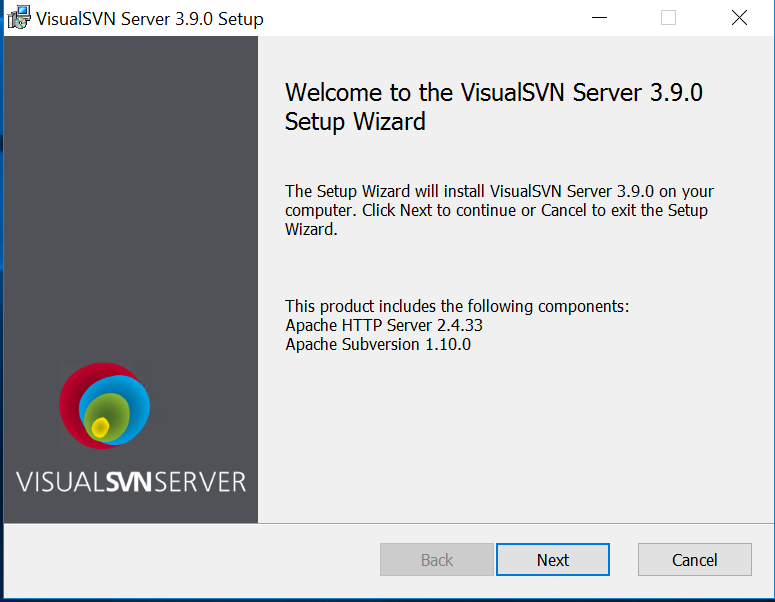 VisualSVN Server 3.9.0 Setup
Welcome to the VisualSVN Server 3.9.0
Setup Wizard
The Setup Wizard will install VisualSVN Server 3.9.0 on your
computer. Click Next to continue or Cancel to exit the Setup
Wizard.
This product includes the following components:
Apache HTTP Server 2.4.33
Apache Subversion 1.10.0
VISUALSVNSERVER
Back
Next
Cancel